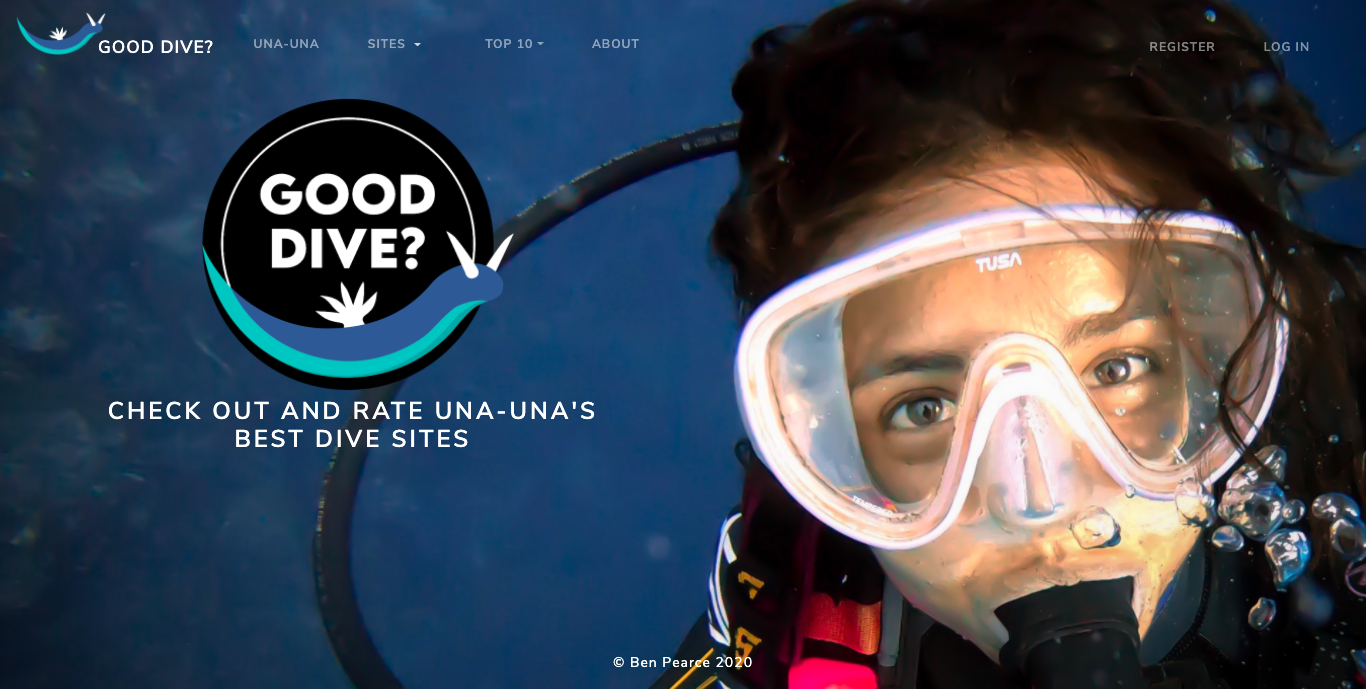 GOOD DIVE?
UNA-UNA
SITES
TOP 10
ABOUT
REGISTER
LOG IN
GOOD
DIVE?
TUSA
CHECK OUT AND RATE UNA-UNA'S
BEST DIVE SITES
© Ben Pearce 2020